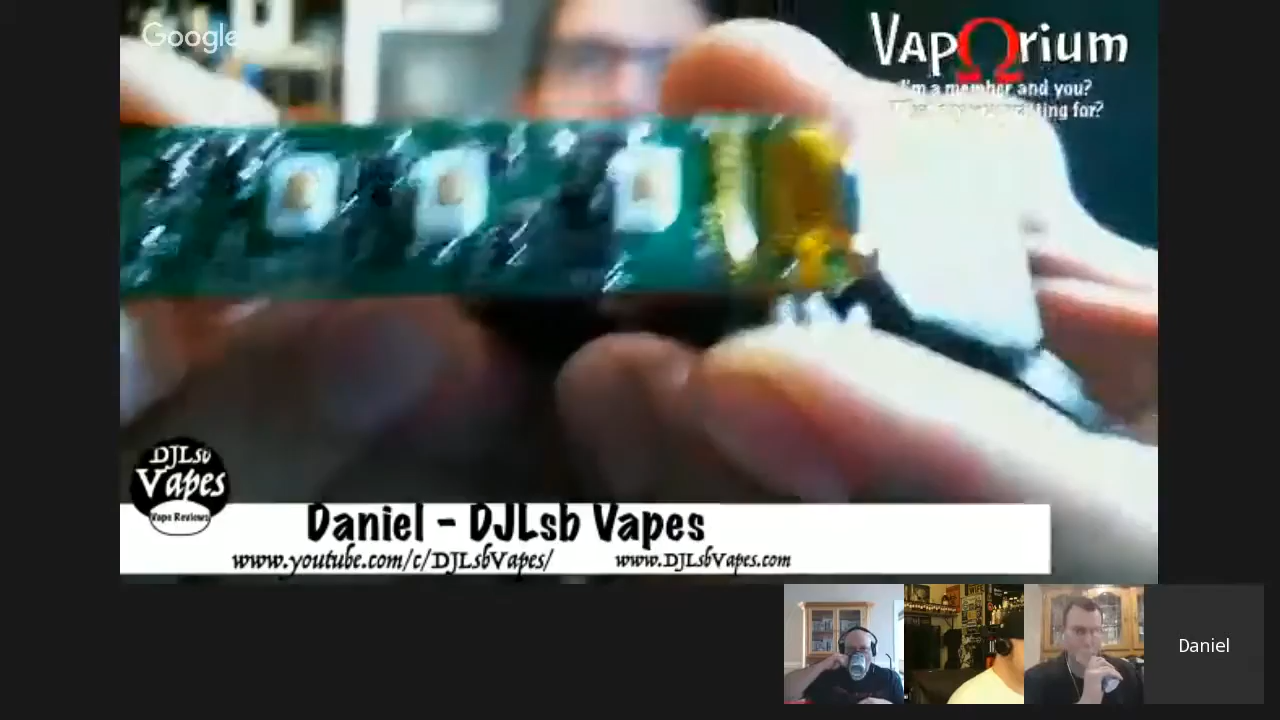 Google
VapΩrium
I'm a member and you?
DJLsb
Vapes
Vape Reviews
Daniel - DJLsb Vapes
www.youtube.com/c/DJLsbVapes/ www.DJLsbVapes.com
Daniel